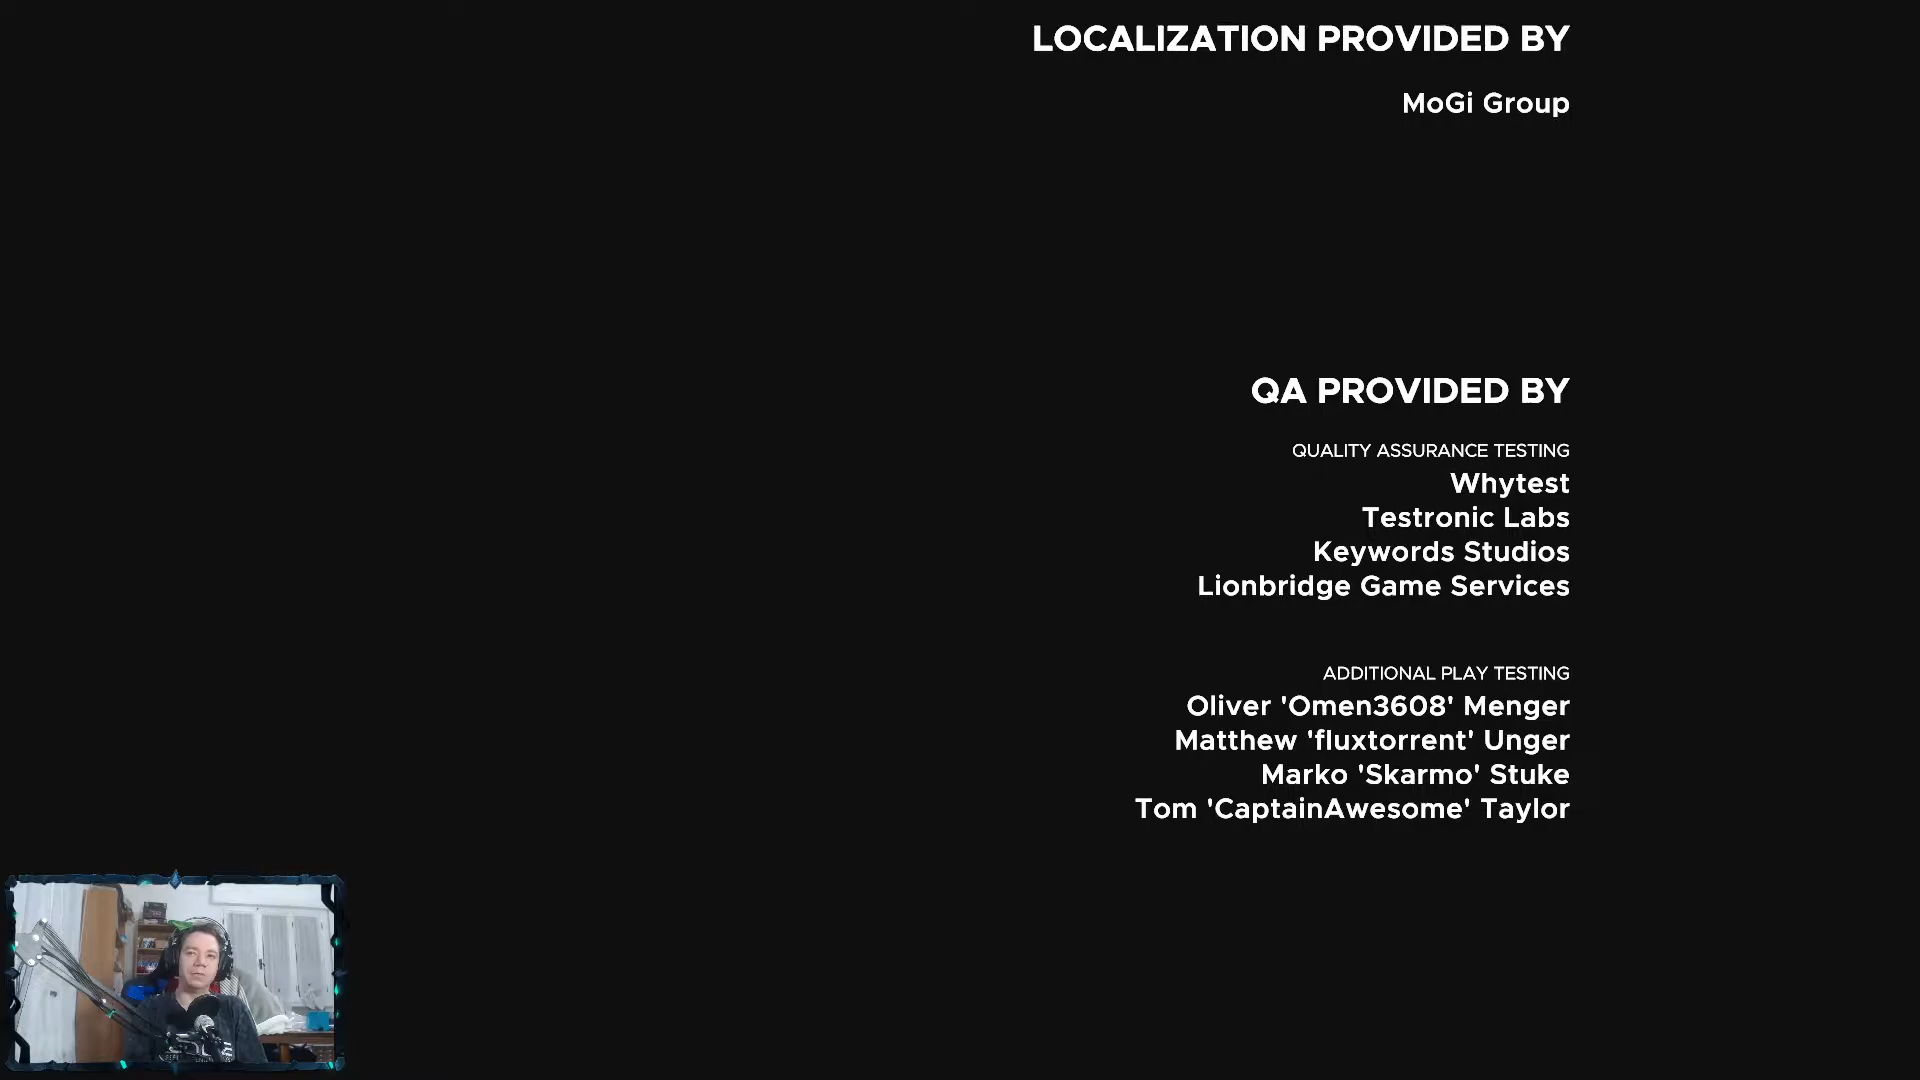 LOCALIZATION PROVIDED BY
MoGi Group
QA PROVIDED BY
QUALITY ASSURANCE TESTING
Whytest
Testronic Labs
Keywords Studios
Lionbridge Game Services
ADDITIONAL PLAY TESTING
Oliver 'Omen3608' Menger
Matthew 'fluxtorrent' Unger
Marko 'Skarmo' Stuke
Tom 'CaptainAwesome' Taylor